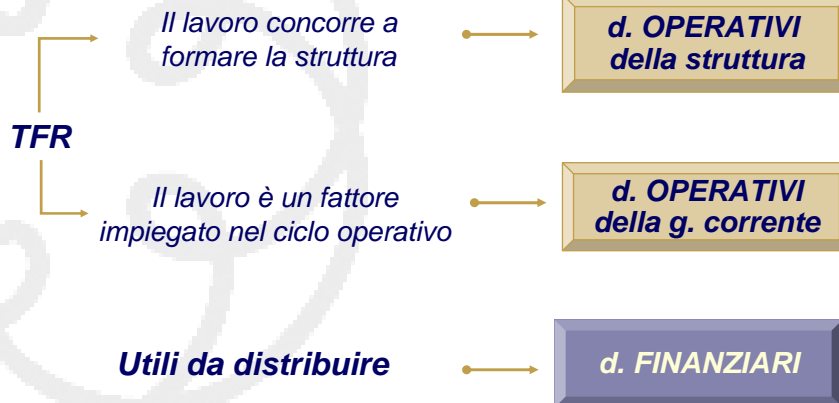 Il lavoro concorre a
formare la struttura
d. OPERATIVI
della struttura
TFR
Il lavoro è un fattore
impiegato nel ciclo operativo
d. OPERATIVI
della g. corrente
Utili da distribuire
d. FINANZIARI